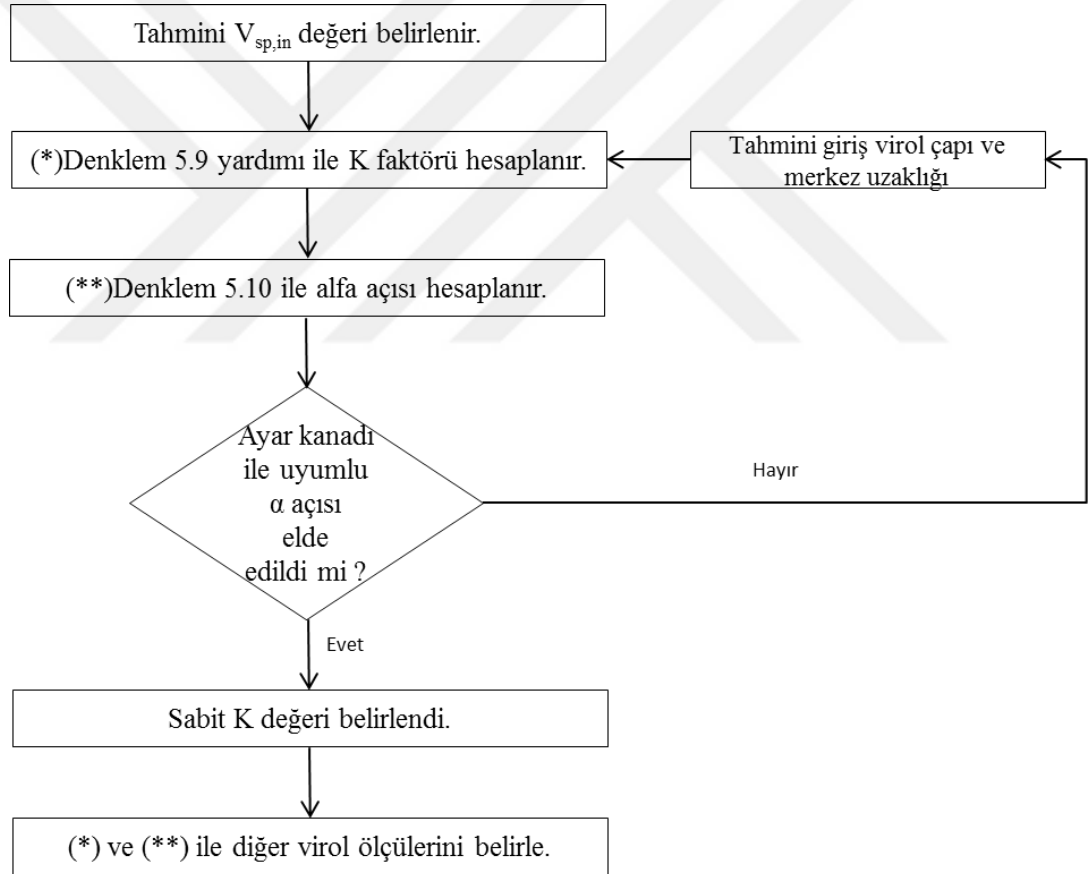 Tahmini Vsp,in değeri belirlenir.
(*)Denklem 5.9 yardımı ile K faktörü hesaplanır.
Tahmini giriş virol çapı ve
merkez uzaklığı
(**)Denklem 5.10 ile alfa açısı hesaplanır.
Ayar kanadı
ile uyumlu
α açısı
elde
edildi mi ?
Hayır
Evet
Sabit K değeri belirlendi.
(*) ve (**) ile diğer virol ölçülerini belirle.